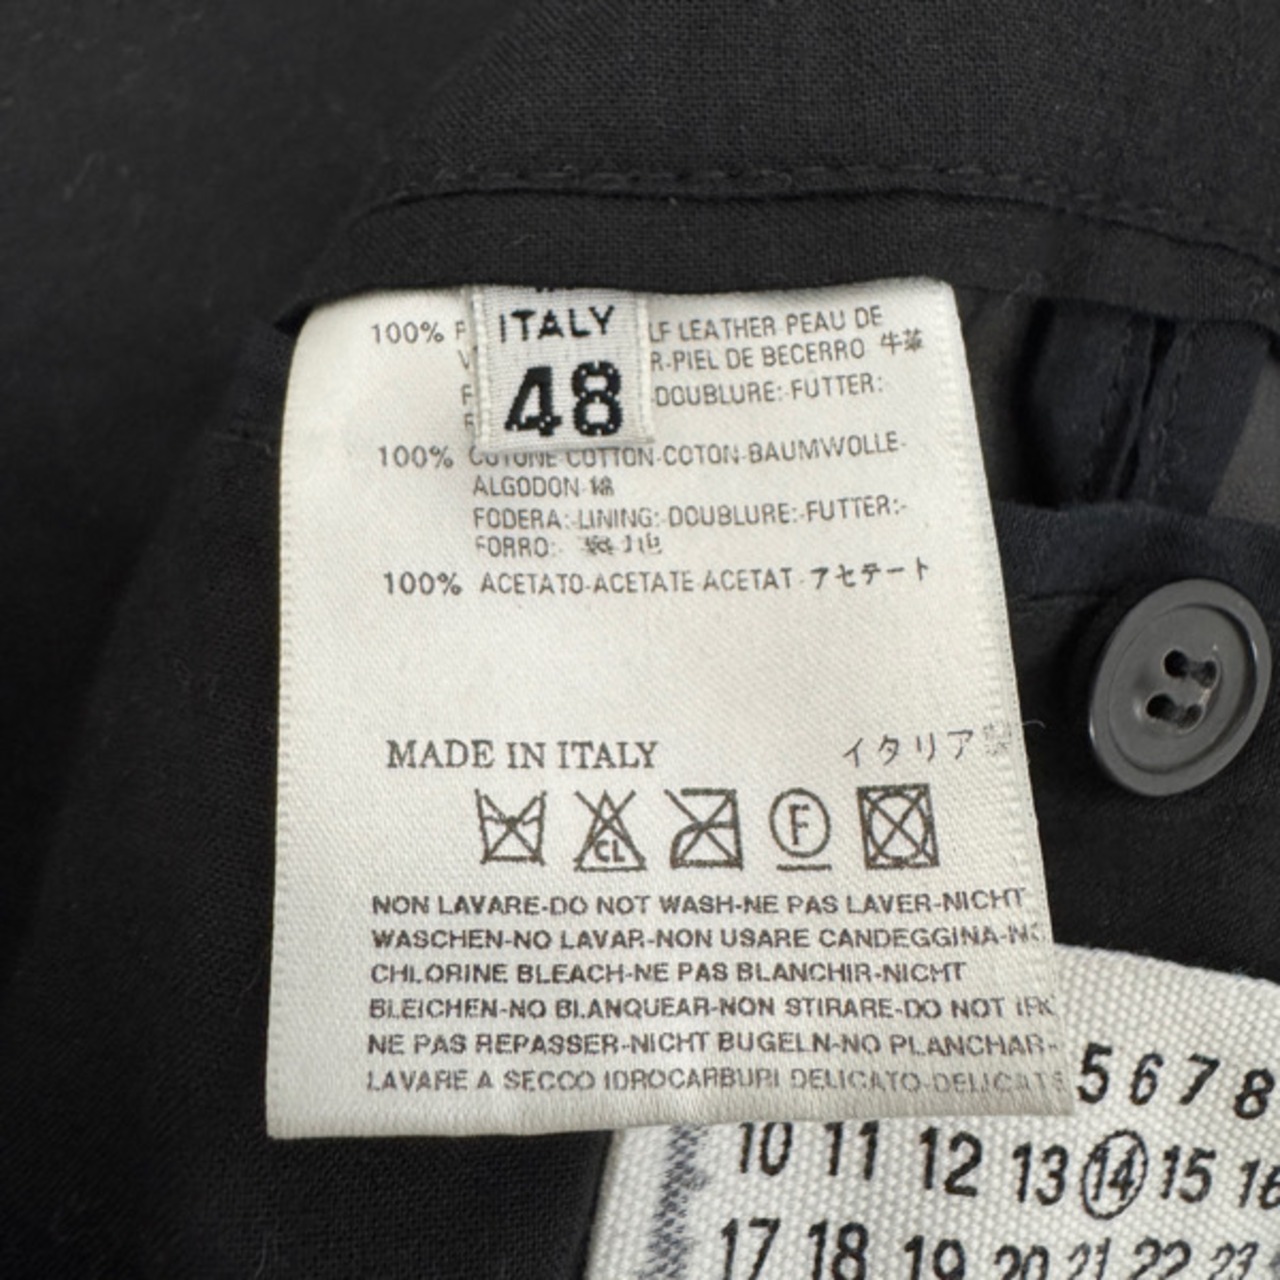 ITALY
48
100%
LF LEATHER PEAU DE
R-PIEL DE BECERRO 牛革
DOUBLURE:-FUTTER:
100% COTONE COTTON-COTON-BAUMWOLLE-
ALGODON-綿
FODERA:-LINING:-DOUBLURE:-FUTTER:-
FORRO:
100% ACETATO-ACETATE ACETAT-アセテート
MADE IN ITALY イタリア製
CL F
NON LAVARE-DO NOT WASH-NE PAS LAVER-NICHT
WASCHEN-NO LAVAR-NON USARE CANDEGGINA-NO
CHLORINE BLEACH-NE PAS BLANCHIR-NICHT
BLEICHEN-NO BLANQUEAR-NON STIRARE-DO NOT
NE PAS REPASSER-NICHT BUGELN-NO PLANCHAR-
LAVARE A SECCO IDROCARBURI DELICATO-DELICATE
5 6 7 8
10 11 12 13 14 15 16
17 18 19 20 21 22 23